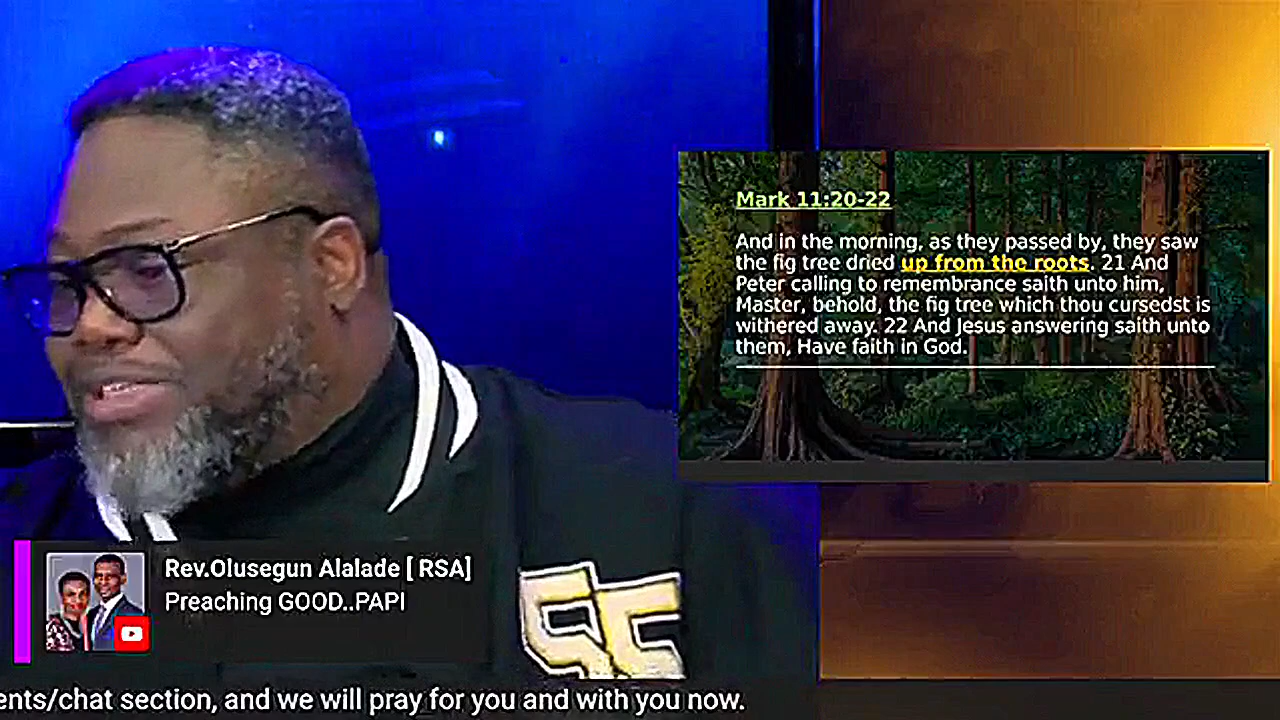 Mark 11:20-22
And in the morning, as they passed by, they saw
the fig tree dried up from the roots. 21 And
Peter calling to remembrance saith unto him,
Master, behold, the fig tree which thou cursedst is
withered away. 22 And Jesus answering saith unto
them, Have faith in God.
Rev.Olusegun Alalade [ RSA]
Preaching GOOD..PAPI
ents/chat section, and we will pray for you and with you now.